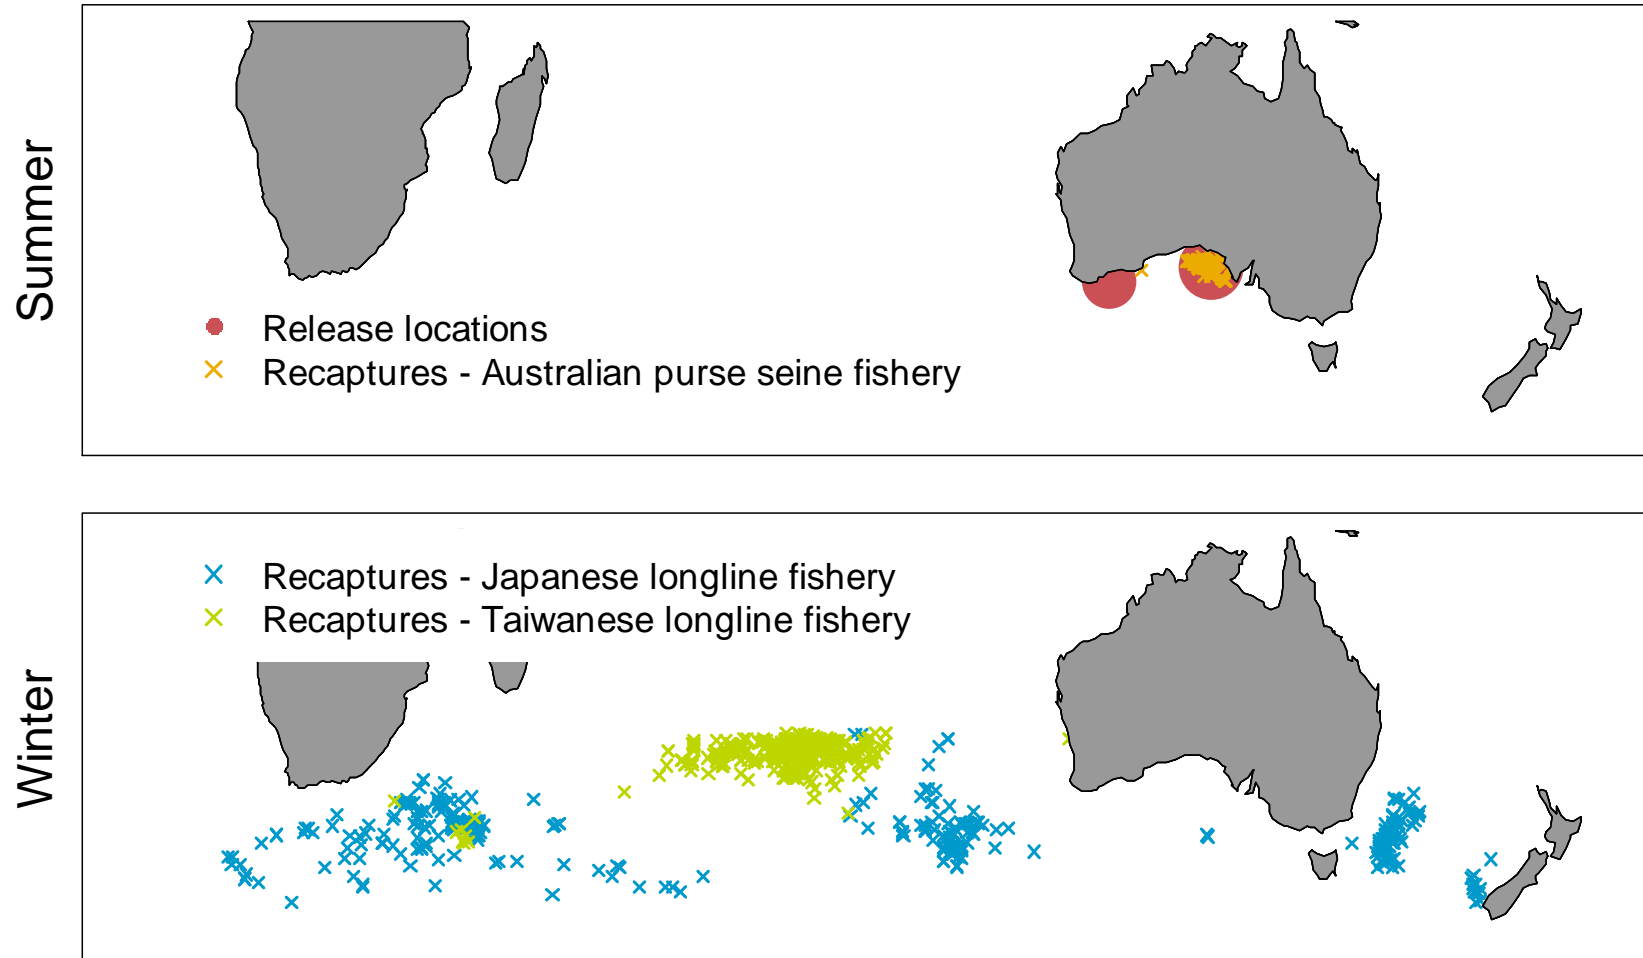 Summer
Release locations
Recaptures - Australian purse seine fishery
Winter
Recaptures - Japanese longline fishery
Recaptures - Taiwanese longline fishery